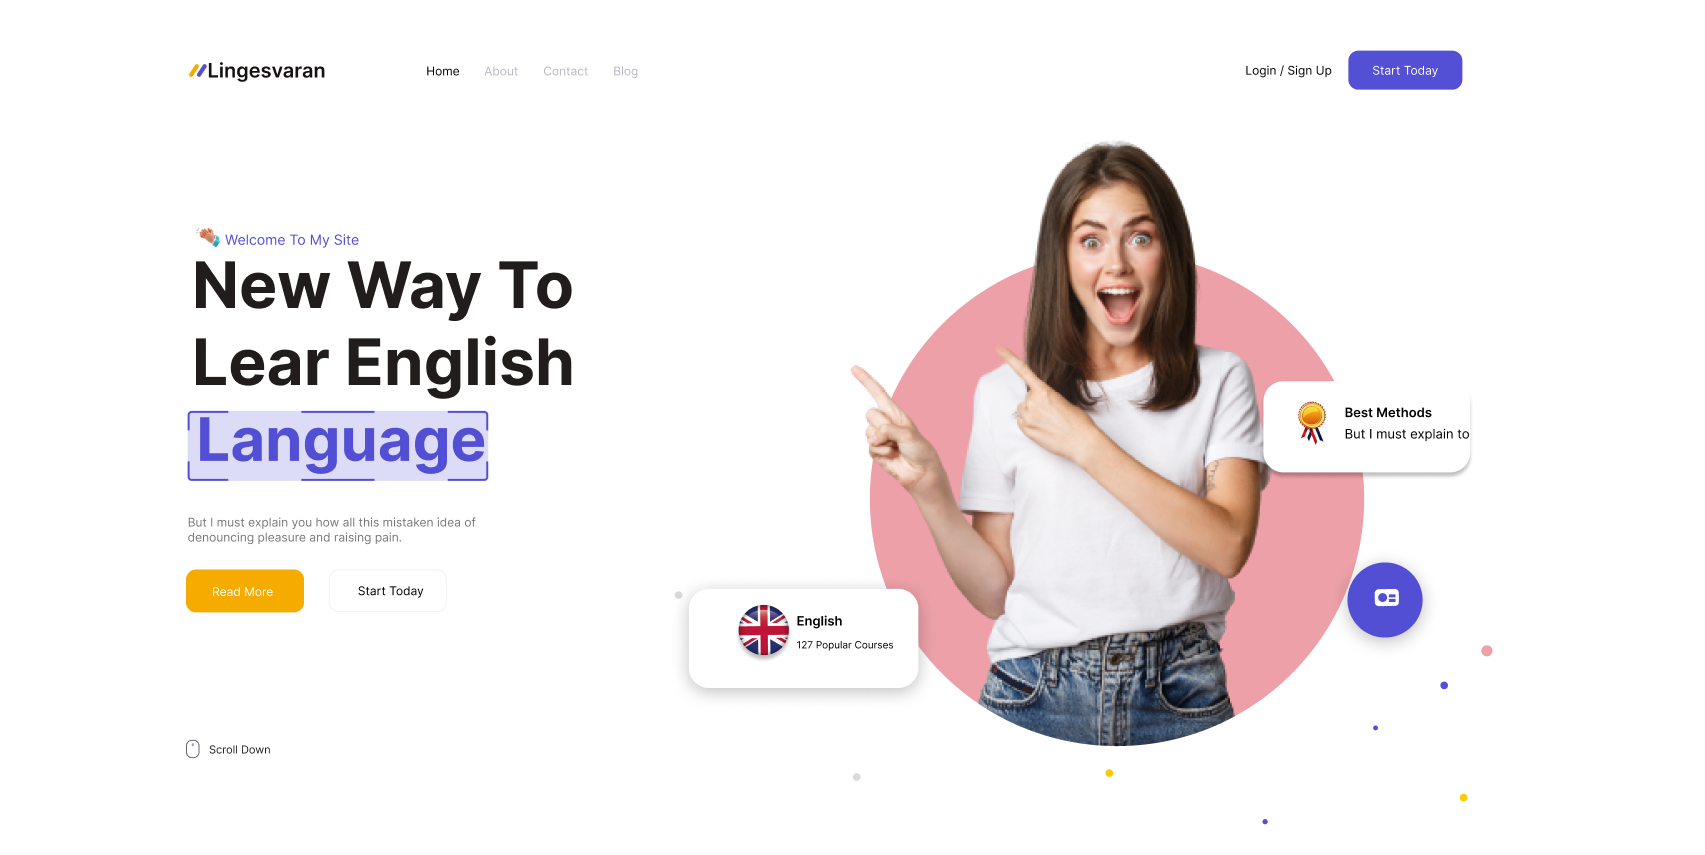 Lingesvaran
Home
About
Contact
Blog
Login / Sign Up
Start Today
Welcome To My Site
New Way To
Lear English
Language
But I must explain you how all this mistaken idea of
denouncing pleasure and raising pain.
Read More
Start Today
Best Methods
But I must explain to
English
127 Popular Courses
Scroll Down